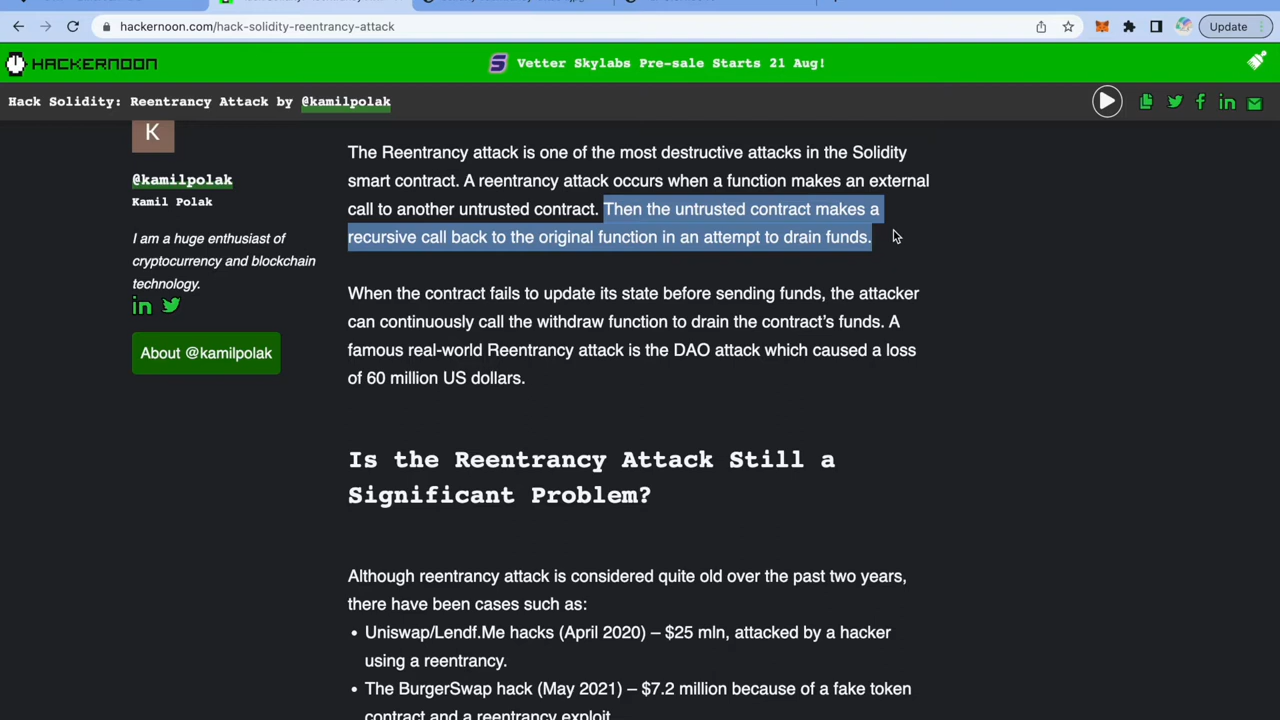 hackernoon.com/hack-solidity-reentrancy-attack
Update
HACKERNOON
Vetter Skylabs Pre-sale Starts 21 Aug!
Hack Solidity: Reentrancy Attack by @kamilpolak
K
@kamilpolak
Kamil Polak
I am a huge enthusiast of
cryptocurrency and blockchain
technology.
About @kamilpolak
The Reentrancy attack is one of the most destructive attacks in the Solidity
smart contract. A reentrancy attack occurs when a function makes an external
call to another untrusted contract. Then the untrusted contract makes a
recursive call back to the original function in an attempt to drain funds.
When the contract fails to update its state before sending funds, the attacker
can continuously call the withdraw function to drain the contract’s funds. A
famous real-world Reentrancy attack is the DAO attack which caused a loss
of 60 million US dollars.
Is the Reentrancy Attack Still a
Significant Problem?
Although reentrancy attack is considered quite old over the past two years,
there have been cases such as:
• Uniswap/Lendf.Me hacks (April 2020) – $25 mln, attacked by a hacker
using a reentrancy.
• The BurgerSwap hack (May 2021) – $7.2 million because of a fake token
contract and a reentrancy exploit.